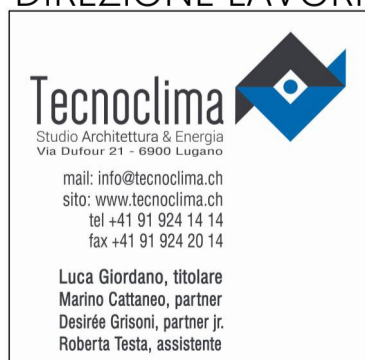 DIREZIONE LAVORI
Tecnoclima
Studio Architettura & Energia
Via Dufour 21 - 6900 Lugano
mail: info@tecnoclima.ch
sito: www.tecnoclima.ch
tel +41 91 924 14 14
fax +41 91 924 20 14
Luca Giordano, titolare
Marino Cattaneo, partner
Desirée Grisoni, partner jr.
Roberta Testa, assistente